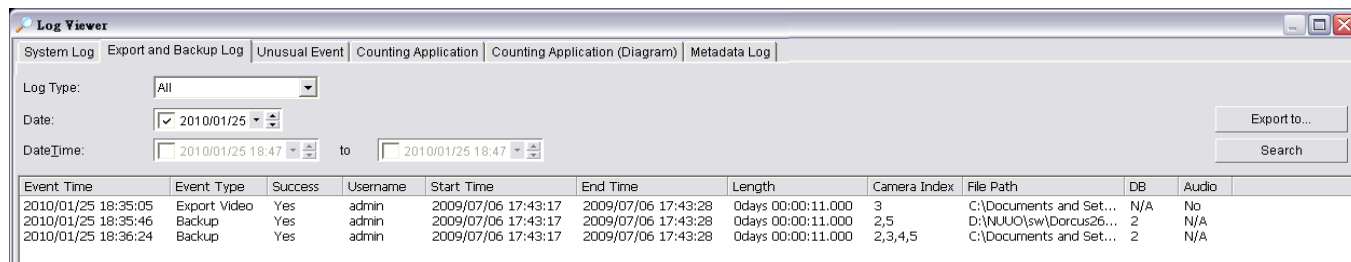 Log Viewer
System Log Export and Backup Log Unusual Event Counting Application Counting Application (Diagram) Metadata Log
Log Type: All
Date: 2010/01/25 Export to...
DateTime: 2010/01/25 18:47 to 2010/01/25 18:47 Search
Event Time Event Type Success Username Start Time End Time Length Camera Index File Path DB Audio
2010/01/25 18:35:05 Export Video Yes admin 2009/07/06 17:43:17 2009/07/06 17:43:28 0days 00:00:11.000 3 C:\Documents and Set... N/A No
2010/01/25 18:35:46 Backup Yes admin 2009/07/06 17:43:17 2009/07/06 17:43:28 0days 00:00:11.000 2,5 D:\NUUO\sw\Dorcus26... 2 N/A
2010/01/25 18:36:24 Backup Yes admin 2009/07/06 17:43:17 2009/07/06 17:43:28 0days 00:00:11.000 2,3,4,5 C:\Documents and Set... 2 N/A